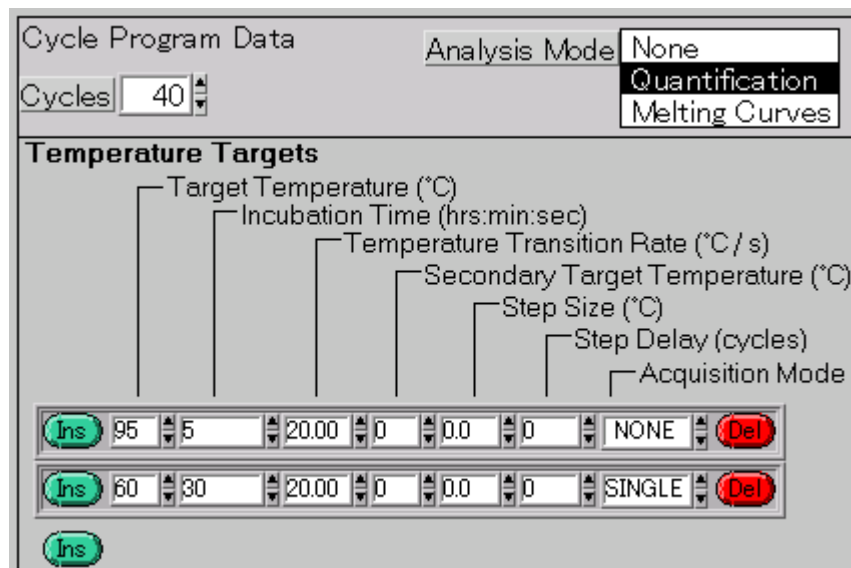 Cycle Program Data
Analysis Mode
None
Quantification
Melting Curves
Cycles 40
Temperature Targets
Target Temperature (°C)
Incubation Time (hrs:min:sec)
Temperature Transition Rate (°C / s)
Secondary Target Temperature (°C)
Step Size (°C)
Step Delay (cycles)
Acquisition Mode
Ins 95 5 20.00 0 0.0 0 NONE Del
Ins 60 30 20.00 0 0.0 0 SINGLE Del
Ins